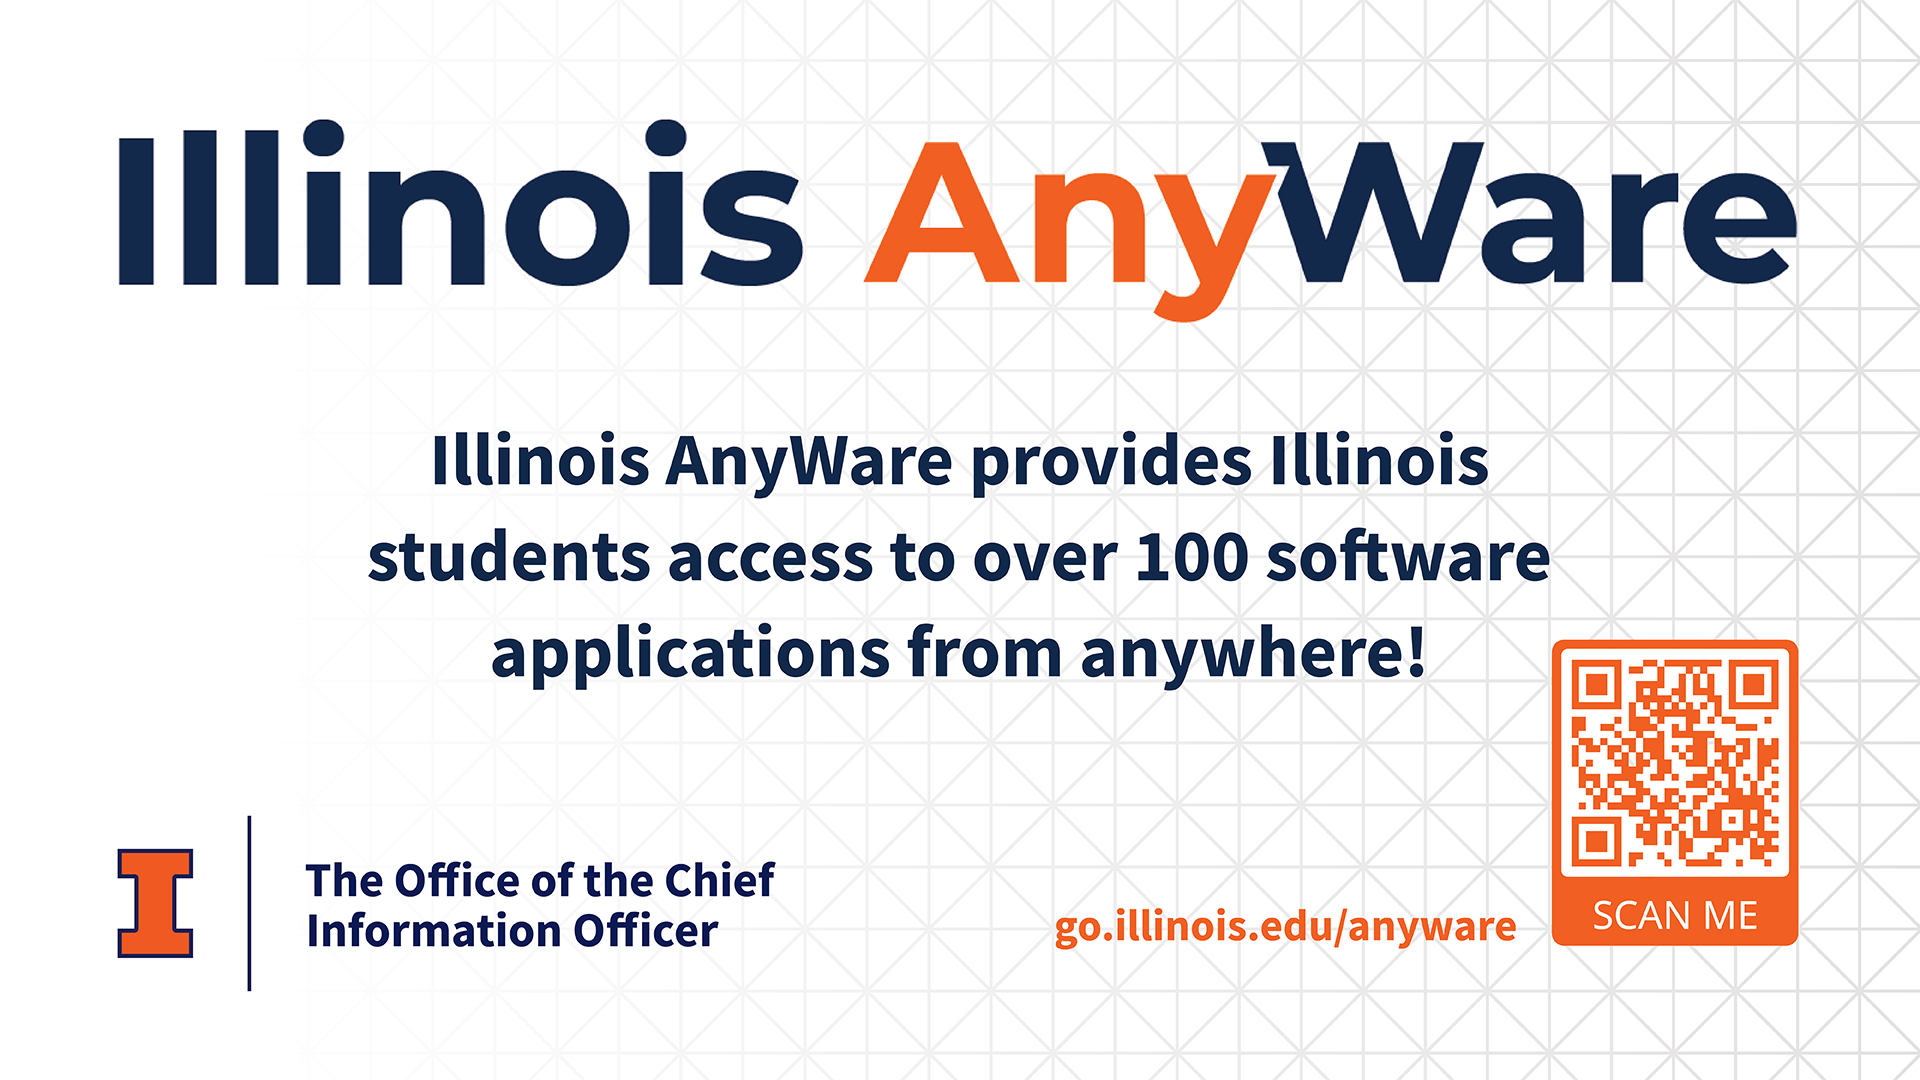 Illinois AnyWare
Illinois AnyWare provides Illinois
students access to over 100 software
applications from anywhere!
I
The Office of the Chief
Information Officer
go.illinois.edu/anyware
SCAN ME